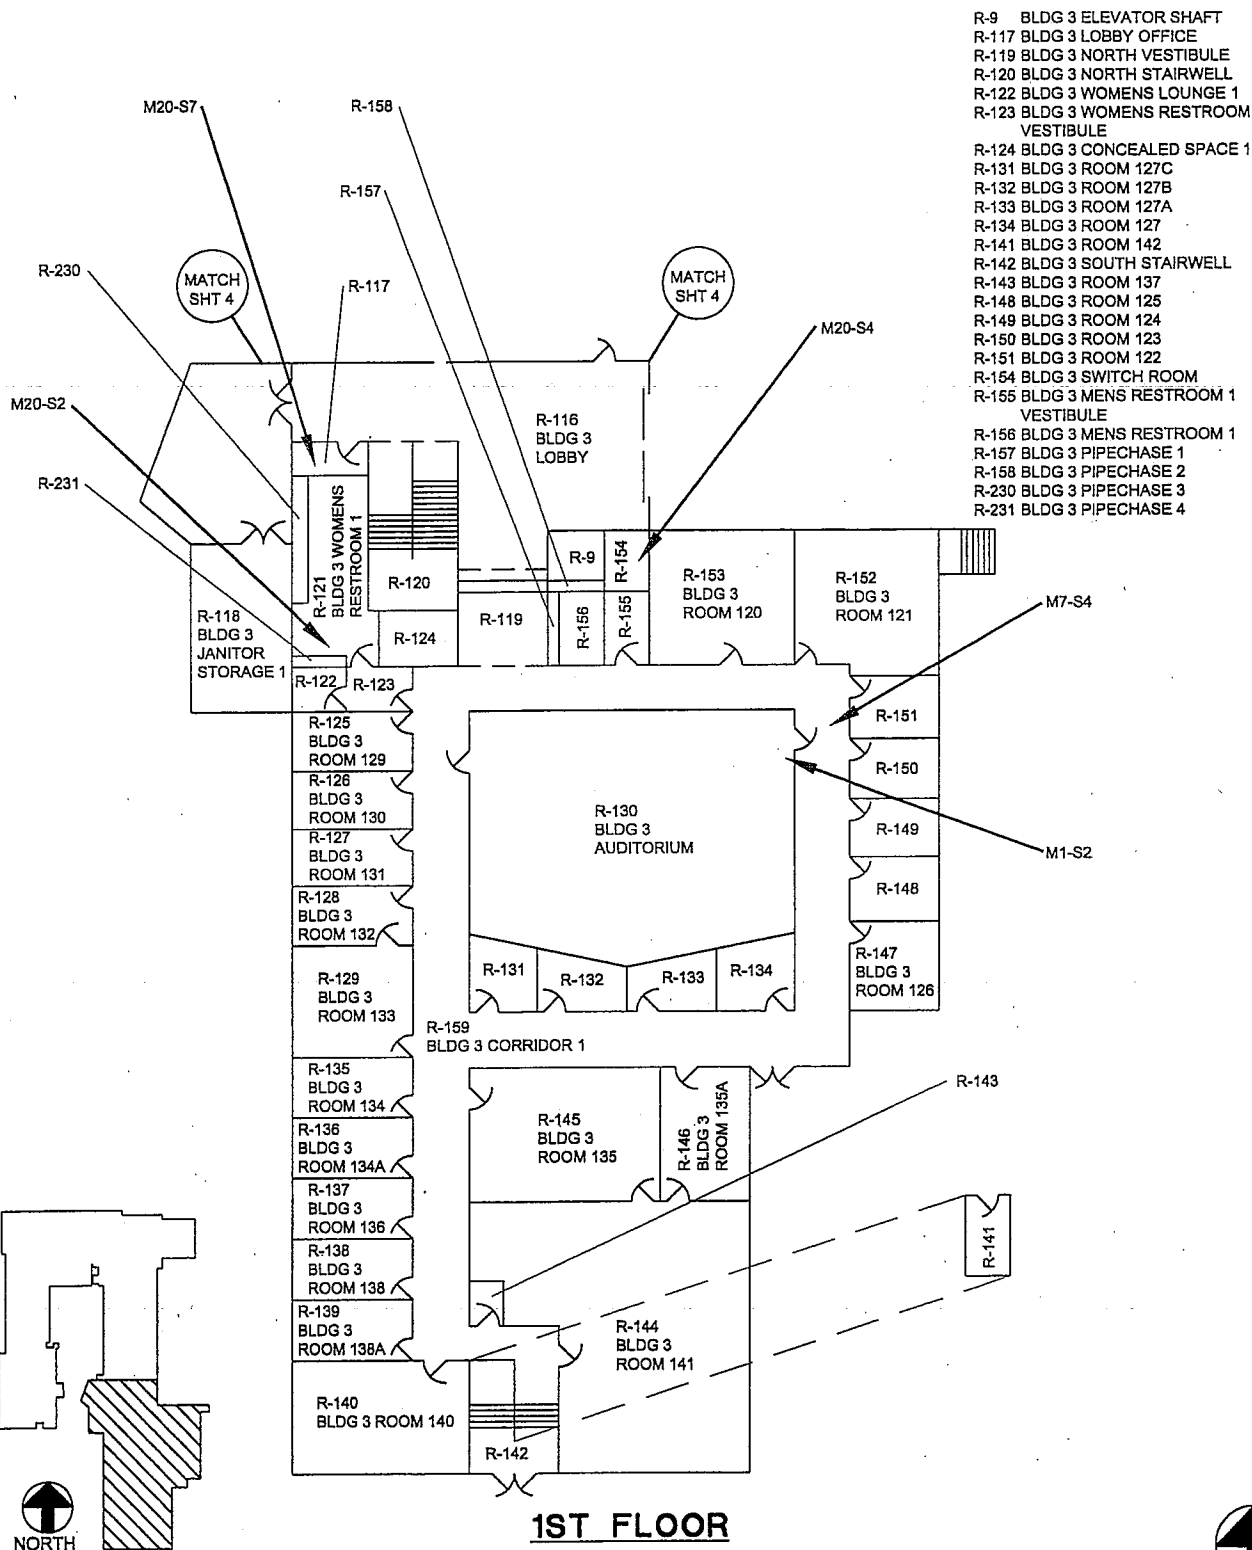 R-9 BLDG 3 ELEVATOR SHAFT
R-117 BLDG 3 LOBBY OFFICE
R-119 BLDG 3 NORTH VESTIBULE
R-120 BLDG 3 NORTH STAIRWELL
R-122 BLDG 3 WOMENS LOUNGE 1
R-123 BLDG 3 WOMENS RESTROOM
VESTIBULE
R-124 BLDG 3 CONCEALED SPACE 1
R-131 BLDG 3 ROOM 127C
R-132 BLDG 3 ROOM 127B
R-133 BLDG 3 ROOM 127A
R-134 BLDG 3 ROOM 127
R-141 BLDG 3 ROOM 142
R-142 BLDG 3 SOUTH STAIRWELL
R-143 BLDG 3 ROOM 137
R-148 BLDG 3 ROOM 125
R-149 BLDG 3 ROOM 124
R-150 BLDG 3 ROOM 123
R-151 BLDG 3 ROOM 122
R-154 BLDG 3 SWITCH ROOM
R-155 BLDG 3 MENS RESTROOM 1
VESTIBULE
R-156 BLDG 3 MENS RESTROOM 1
R-157 BLDG 3 PIPECHASE 1
R-158 BLDG 3 PIPECHASE 2
R-230 BLDG 3 PIPECHASE 3
R-231 BLDG 3 PIPECHASE 4
M20-S7
R-158
R-157
R-230
MATCH
SHT 4
R-117
MATCH
SHT 4
M20-S4
M20-S2
R-116
BLDG 3
LOBBY
R-231
R-121
BLDG 3 WOMENS
RESTROOM 1
R-120
R-9
R-154
R-153
BLDG 3
ROOM 120
R-152
BLDG 3
ROOM 121
M7-S4
R-118
BLDG 3
JANITOR
STORAGE 1
R-124
R-119
R-156
R-155
R-122
R-123
R-151
R-125
BLDG 3
ROOM 129
R-150
R-126
BLDG 3
ROOM 130
R-130
BLDG 3
AUDITORIUM
R-149
M1-S2
R-127
BLDG 3
ROOM 131
R-148
R-128
BLDG 3
ROOM 132
R-147
BLDG 3
ROOM 126
R-131
R-132
R-133
R-134
R-129
BLDG 3
ROOM 133
R-159
BLDG 3 CORRIDOR 1
R-135
BLDG 3
ROOM 134
R-143
R-145
BLDG 3
ROOM 135
R-146
BLDG 3
ROOM 135A
R-136
BLDG 3
ROOM 134A
R-137
BLDG 3
ROOM 136
R-138
BLDG 3
ROOM 138
R-141
R-139
BLDG 3
ROOM 138A
R-144
BLDG 3
ROOM 141
R-140
BLDG 3 ROOM 140
R-142
NORTH
1ST FLOOR